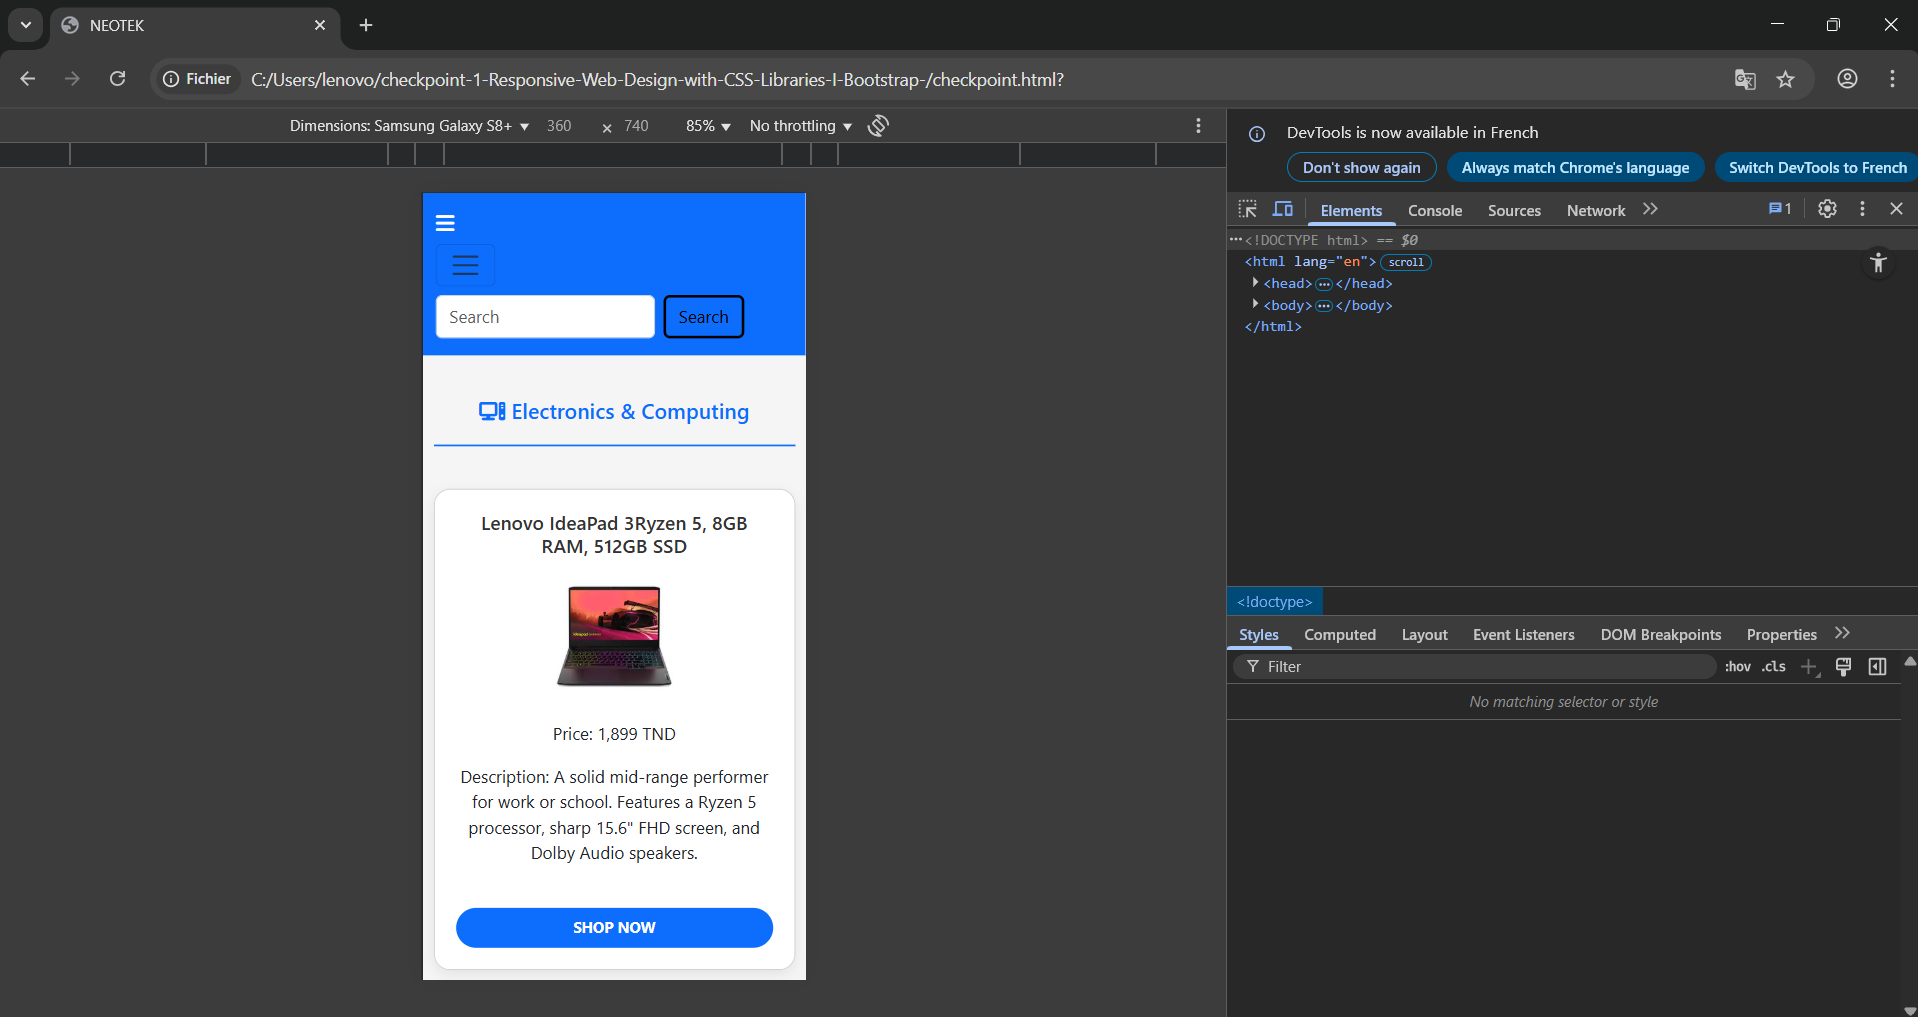 NEOTEK
Fichier
C:/Users/lenovo/checkpoint-1-Responsive-Web-Design-with-CSS-Libraries-I-Bootstrap-/checkpoint.html?
Dimensions: Samsung Galaxy S8+ ▼ 360 × 740 85% ▼ No throttling ▼
DevTools is now available in French
Don't show again
Always match Chrome's language
Switch DevTools to French
Elements Console Sources Network 1
<!DOCTYPE html> == $0
<html lang="en"> scroll
<head> ... </head>
<body> ... </body>
</html>
<!doctype>
Styles Computed Layout Event Listeners DOM Breakpoints Properties
Filter :hov .cls
No matching selector or style
Search Search
Electronics & Computing
Lenovo IdeaPad 3Ryzen 5, 8GB
RAM, 512GB SSD
Price: 1,899 TND
Description: A solid mid-range performer
for work or school. Features a Ryzen 5
processor, sharp 15.6" FHD screen, and
Dolby Audio speakers.
SHOP NOW